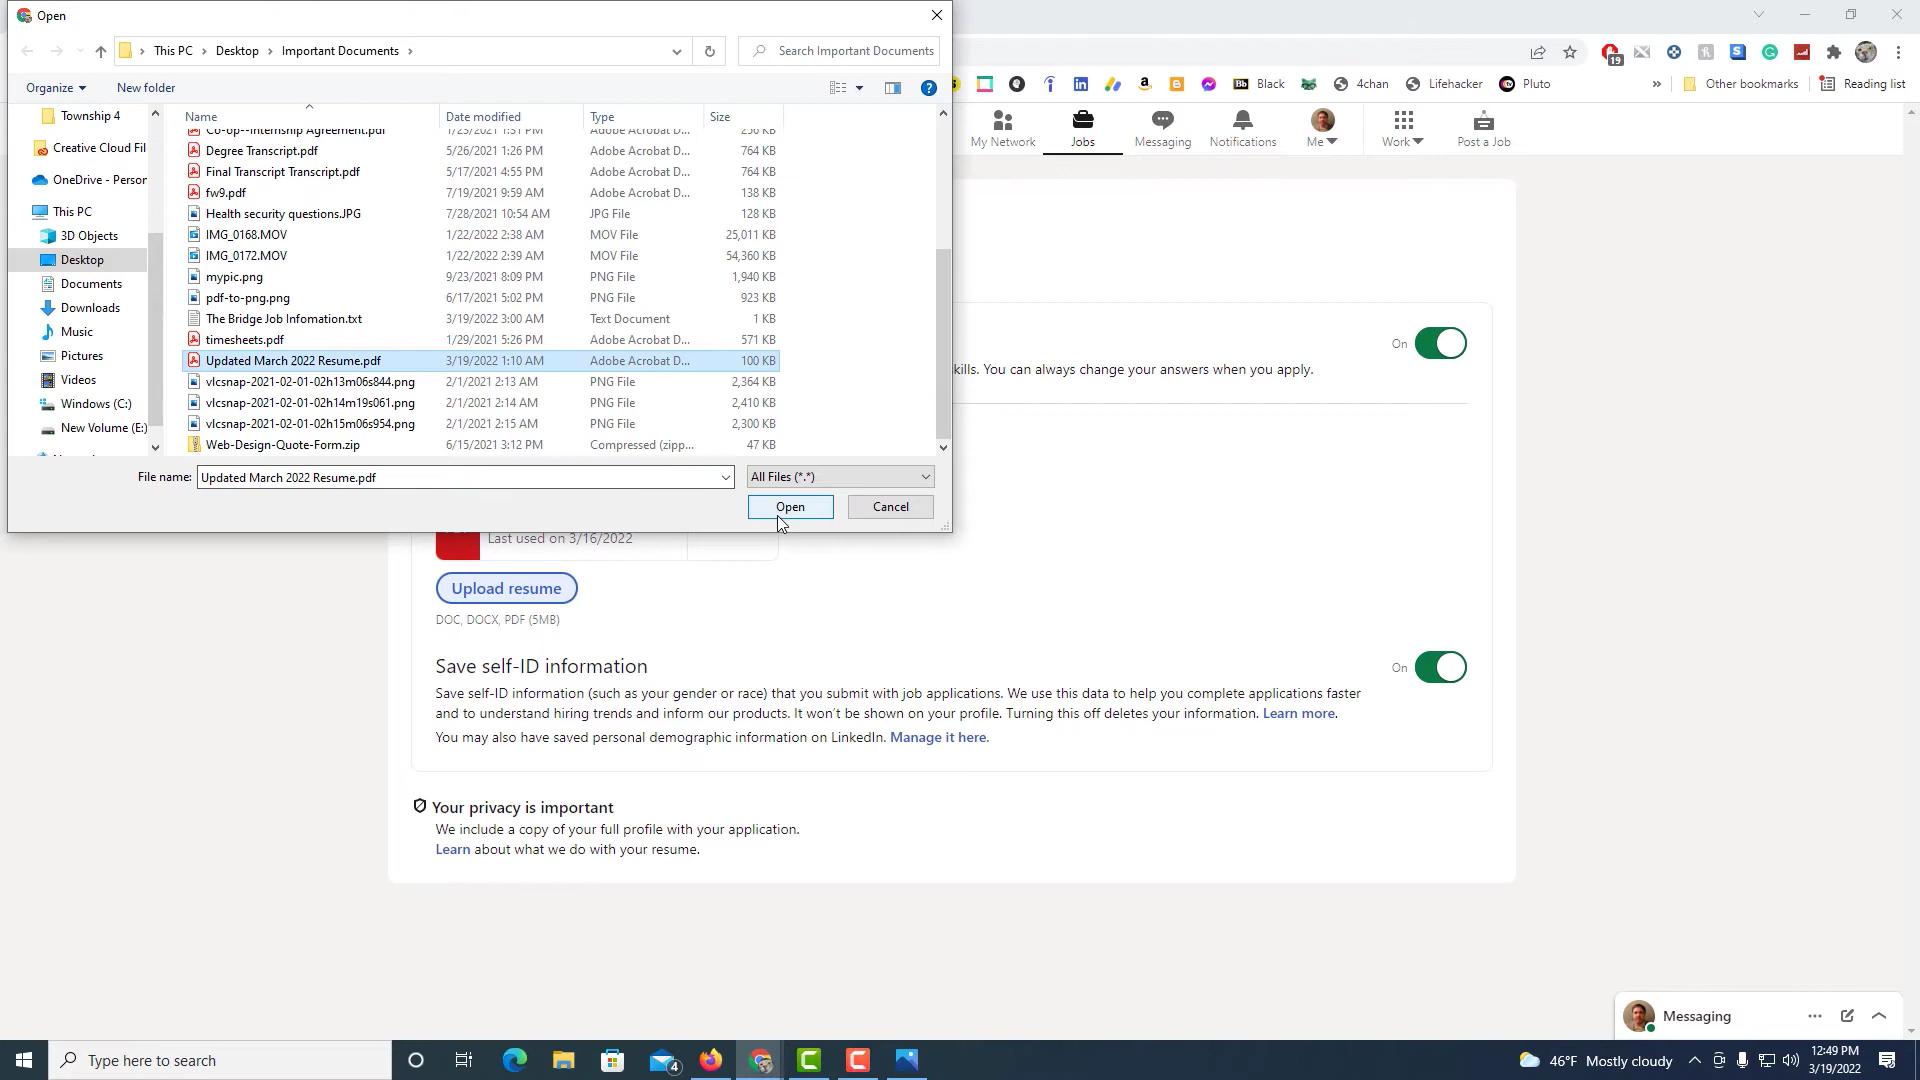 Open
This PC
Desktop
Important Documents
Search Important Documents
Organize
New folder
Name
Date modified
Type
Size
Township 4
Creative Cloud Fil
OneDrive - Person
This PC
3D Objects
Desktop
Documents
Downloads
Music
Pictures
Videos
Windows (C:)
New Volume (E:)
Co-op--Internship Agreement.pdf 1/25/2021 1:51 PM Adobe Acrobat D... 256 KB
Degree Transcript.pdf 5/26/2021 1:26 PM Adobe Acrobat D... 764 KB
Final Transcript Transcript.pdf 5/17/2021 4:55 PM Adobe Acrobat D... 764 KB
fw9.pdf 7/19/2021 9:59 AM Adobe Acrobat D... 138 KB
Health security questions.JPG 7/28/2021 10:54 AM JPG File 128 KB
IMG_0168.MOV 1/22/2022 2:38 AM MOV File 25,011 KB
IMG_0172.MOV 1/22/2022 2:39 AM MOV File 54,360 KB
mypic.png 9/23/2021 8:09 PM PNG File 1,940 KB
pdf-to-png.png 6/17/2021 5:02 PM PNG File 923 KB
The Bridge Job Infomation.txt 3/19/2022 3:00 AM Text Document 1 KB
timesheets.pdf 1/29/2021 5:26 PM Adobe Acrobat D... 571 KB
Updated March 2022 Resume.pdf 3/19/2022 1:10 AM Adobe Acrobat D... 100 KB
vlcsnap-2021-02-01-02h13m06s844.png 2/1/2021 2:13 AM PNG File 2,364 KB
vlcsnap-2021-02-01-02h14m19s061.png 2/1/2021 2:14 AM PNG File 2,410 KB
vlcsnap-2021-02-01-02h15m06s954.png 2/1/2021 2:15 AM PNG File 2,300 KB
Web-Design-Quote-Form.zip 6/15/2021 3:12 PM Compressed (zipp... 47 KB
File name: Updated March 2022 Resume.pdf
All Files (*.*)
Open
Cancel
19
Black
4chan
Lifehacker
Pluto
»
Other bookmarks
Reading list
My Network
Jobs
Messaging
Notifications
Me
Work
Post a Job
On
kills. You can always change your answers when you apply.
Last used on 3/16/2022
Upload resume
DOC, DOCX, PDF (5MB)
Save self-ID information
On
Save self-ID information (such as your gender or race) that you submit with job applications. We use this data to help you complete applications faster
and to understand hiring trends and inform our products. It won't be shown on your profile. Turning this off deletes your information. Learn more.
You may also have saved personal demographic information on LinkedIn. Manage it here.
Your privacy is important
We include a copy of your full profile with your application.
Learn about what we do with your resume.
Messaging
Type here to search
4
46°F Mostly cloudy
12:49 PM
3/19/2022